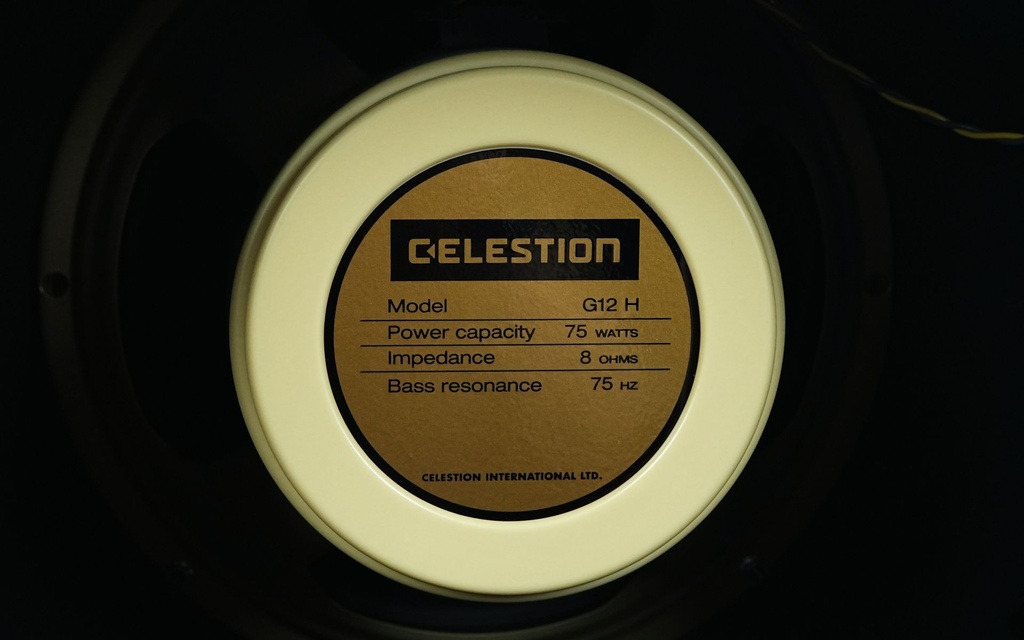 CELESTION
Model G12 H
Power capacity 75 WATTS
Impedance 8 OHMS
Bass resonance 75 HZ
CELESTION INTERNATIONAL LTD.